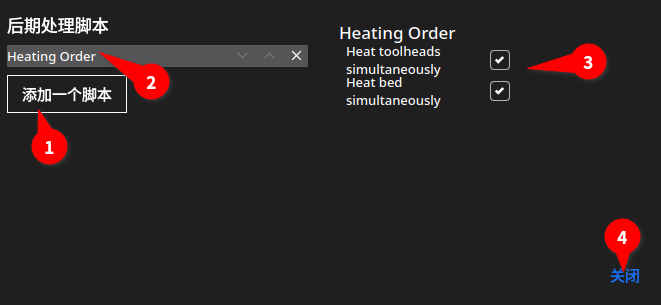 后期处理脚本
Heating Order
2
添加一个脚本
1
Heating Order
Heat toolheads
simultaneously
3
Heat bed
simultaneously
4
关闭